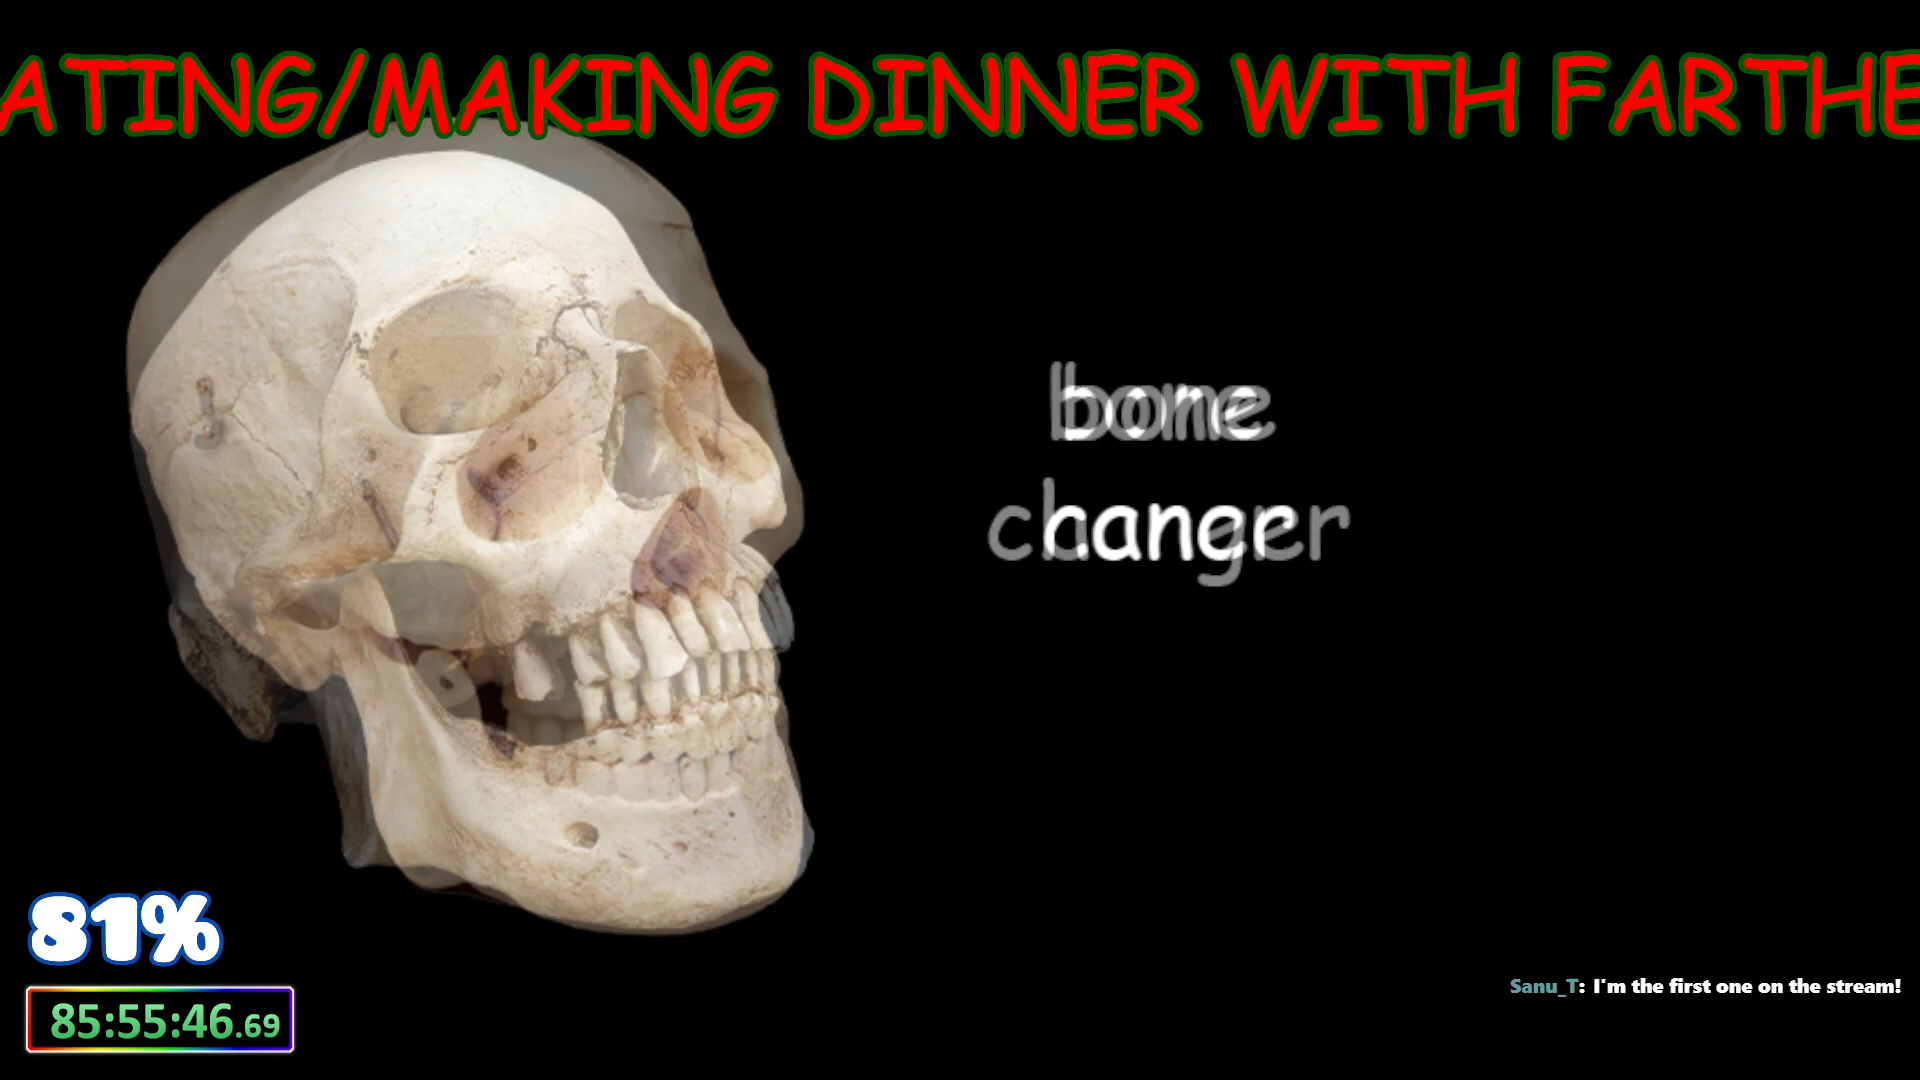 ATING/MAKING DINNER WITH FARTHE
bone
changer
81%
85:55:46.69
Sanu_T: I'm the first one on the stream!